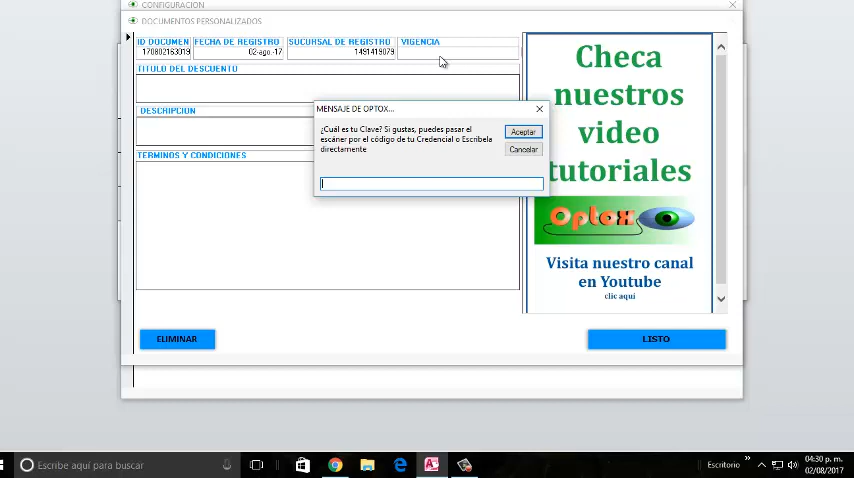 CONFIGURACION
DOCUMENTOS PERSONALIZADOS
ID DOCUMEN FECHA DE REGISTRO SUCURSAL DE REGISTRO VIGENCIA
170802163019 02-ago.-17 1491419079
TITULO DEL DESCUENTO
DESCRIPCION
TERMINOS Y CONDICIONES
MENSAJE DE OPTOX...
¿Cuál es tu Clave? Si gustas, puedes pasar el
escáner por el código de tu Credencial o Escríbela
directamente
Aceptar
Cancelar
Checa
nuestros
video
tutoriales
Optox
Visita nuestro canal
en Youtube
clic aqui
ELIMINAR
LISTO
Escribe aquí para buscar
Escritorio
04:30 p. m.
02/08/2017